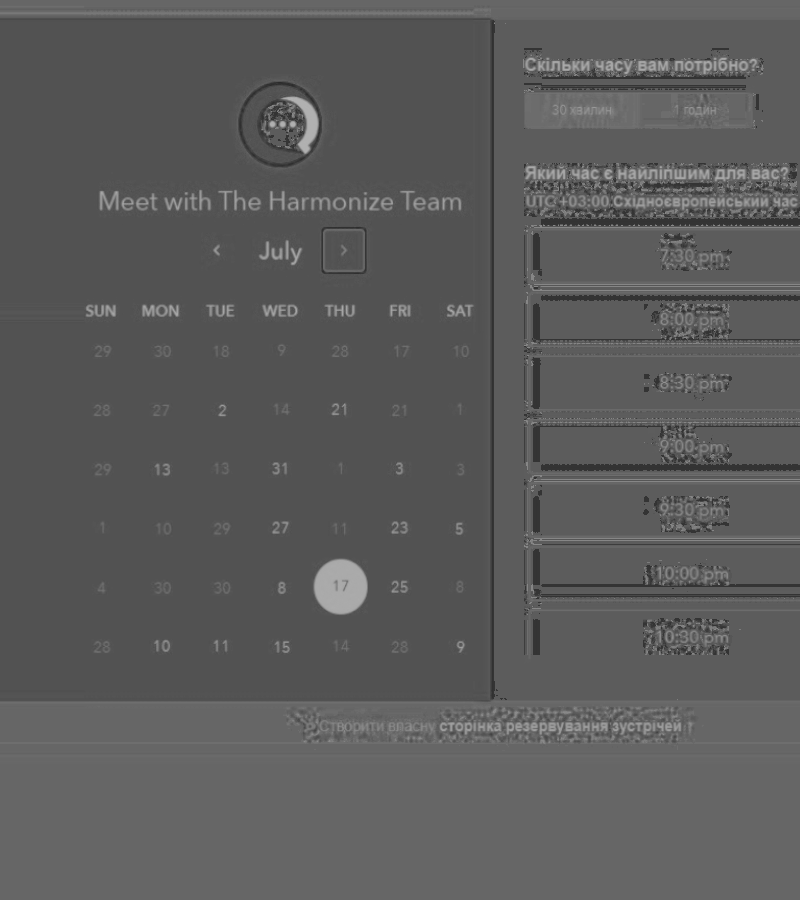 Meet with The Harmonize Team
‹ July ›
SUN MON TUE WED THU FRI SAT
29 30 18 9 28 17 10
28 27 2 14 21 21 1
29 13 13 31 1 3 3
1 10 29 27 11 23 5
4 30 30 8 17 25 8
28 10 11 15 14 28 9
Скільки часу вам потрібно?
30 хвилин 1 годин
Який час є найліпшим для вас?
UTC +03:00 Східноєвропейський час
7:30 pm
8:00 pm
8:30 pm
9:00 pm
9:30 pm
10:00 pm
10:30 pm
Створити власну сторінка резервування зустрічей